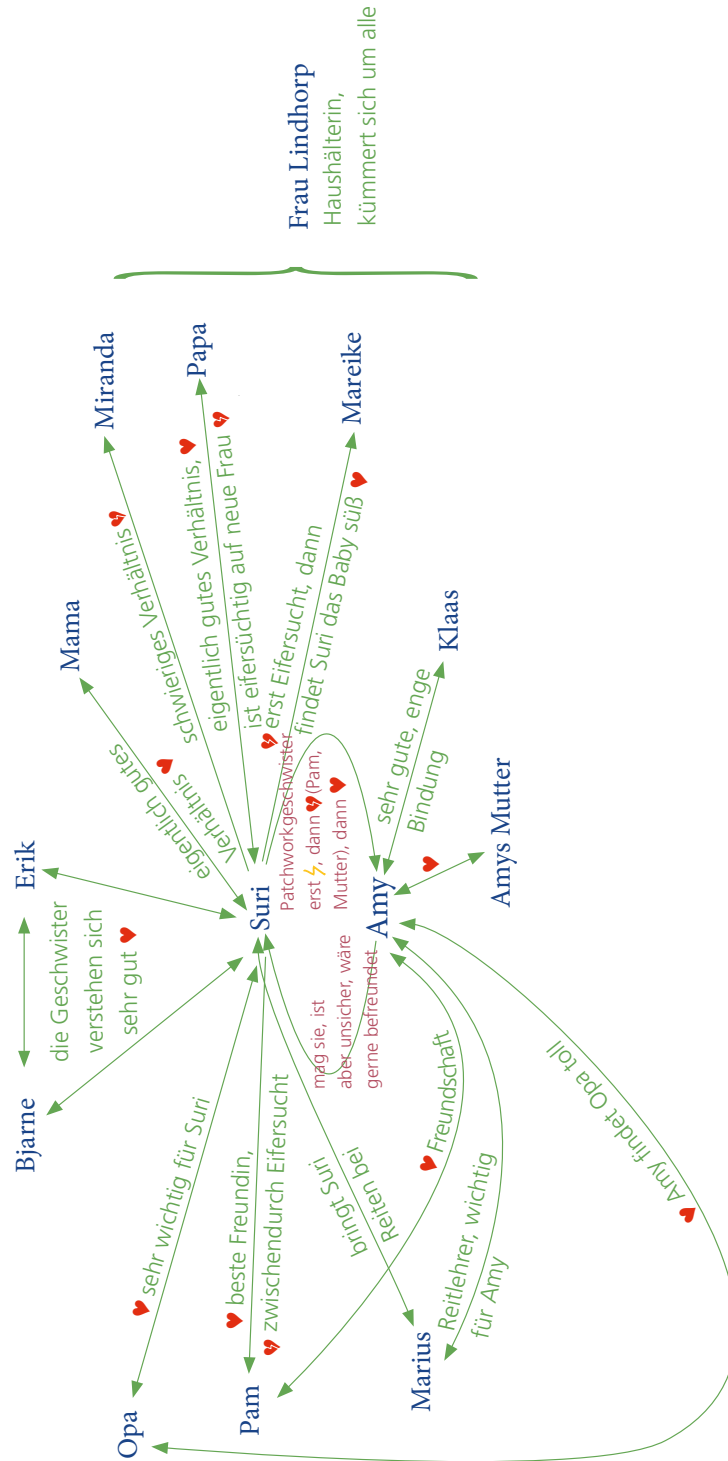 Bjarne
Erik
die Geschwister
verstehen sich
sehr gut
Mama
eigentlich gutes
Verhältnis
Miranda
schwieriges Verhältnis
Papa
eigentlich gutes Verhältnis,
ist eifersüchtig auf neue Frau
Mareike
erst Eifersucht, dann
findet Suri das Baby süß
Frau Lindhorp
Haushälterin,
kümmert sich um alle
Opa
sehr wichtig für Suri
Pam
beste Freundin,
zwischendurch Eifersucht
Suri
Patchworkgeschwister
erst ⚡, dann 💔 (Pam,
Mutter), dann ♥
mag sie, ist
aber unsicher, wäre
gerne befreundet
Amy
bringt Suri
Reiten bei
Marius
Reitlehrer, wichtig
für Amy
Freundschaft
sehr gute, enge
Bindung
Klaas
Amys Mutter
Amy findet Opa toll